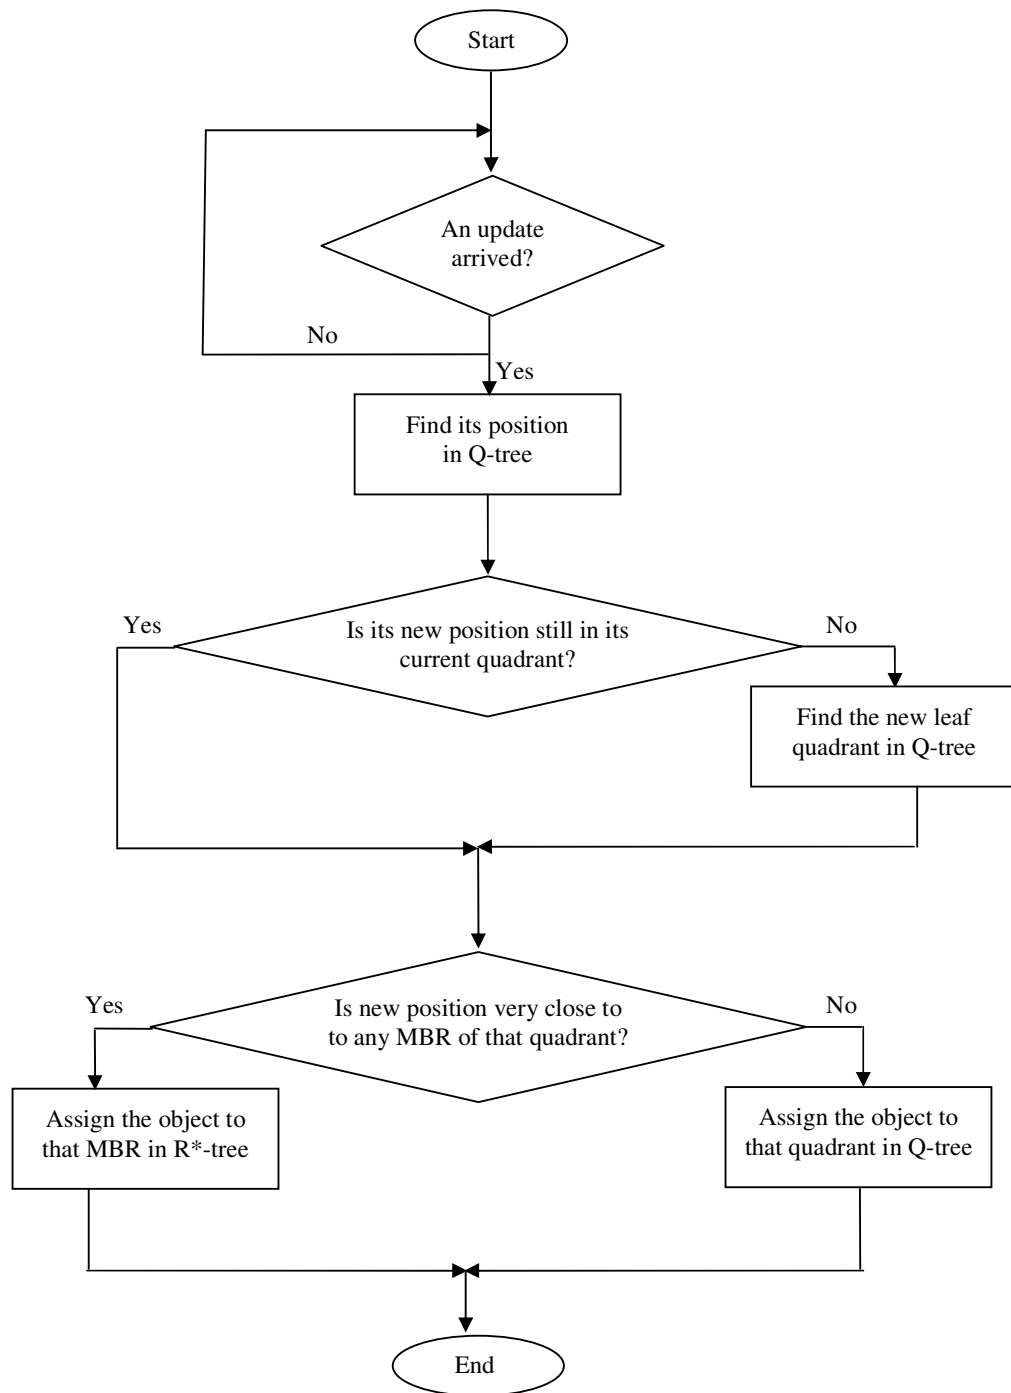 Start
An update
arrived?
No
Yes
Find its position
in Q-tree
Yes
Is its new position still in its
current quadrant?
No
Find the new leaf
quadrant in Q-tree
Yes
Is new position very close to
to any MBR of that quadrant?
No
Assign the object to
that MBR in R*-tree
Assign the object to
that quadrant in Q-tree
End